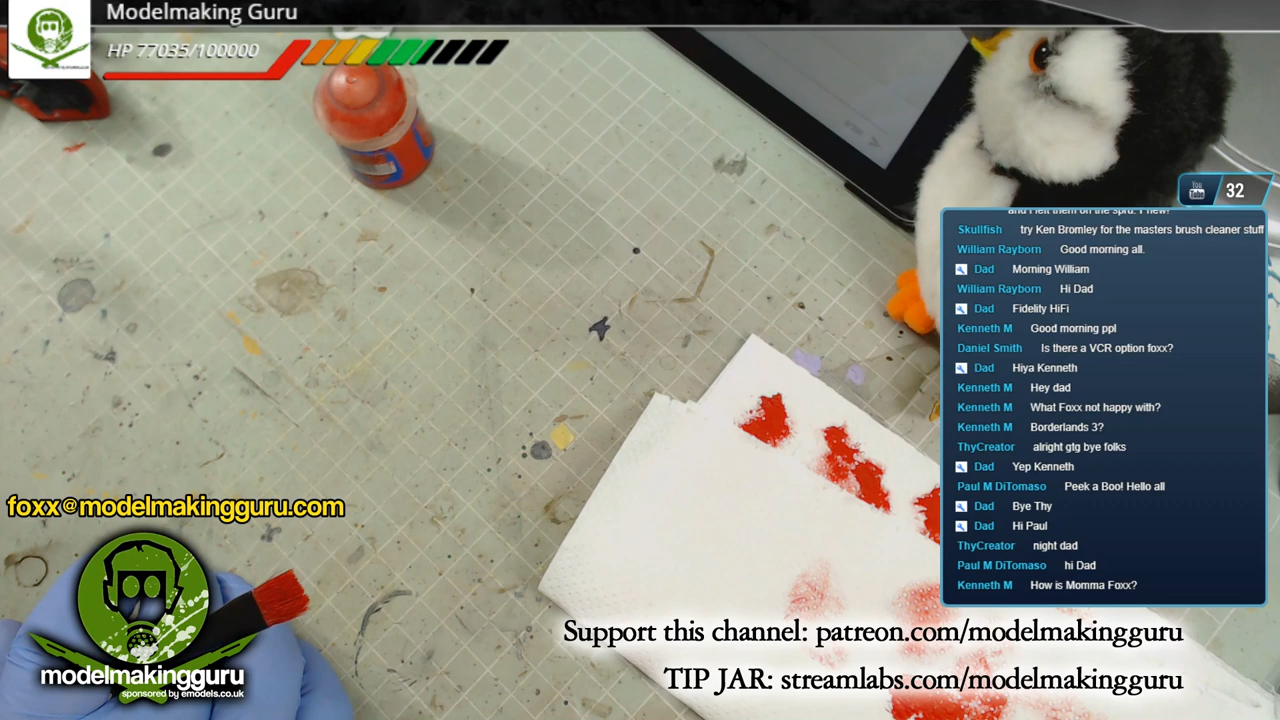 Modelmaking Guru
HP 77035/100000
You
Tube
32
and I left them on the spru. I new!
Skullfish try Ken Bromley for the masters brush cleaner stuff
William Rayborn Good morning all.
Dad Morning William
William Rayborn Hi Dad
Dad Fidelity HiFi
Kenneth M Good morning ppl
Daniel Smith Is there a VCR option foxx?
Dad Hiya Kenneth
Kenneth M Hey dad
Kenneth M What Foxx not happy with?
Kenneth M Borderlands 3?
ThyCreator alright gtg bye folks
Dad Yep Kenneth
Paul M DiTomaso Peek a Boo! Hello all
Dad Bye Thy
Dad Hi Paul
ThyCreator night dad
Paul M DiTomaso hi Dad
Kenneth M How is Momma Foxx?
foxx@modelmakingguru.com
modelmakingguru
sponsored by emodels.co.uk
Support this channel: patreon.com/modelmakingguru
TIP JAR: streamlabs.com/modelmakingguru